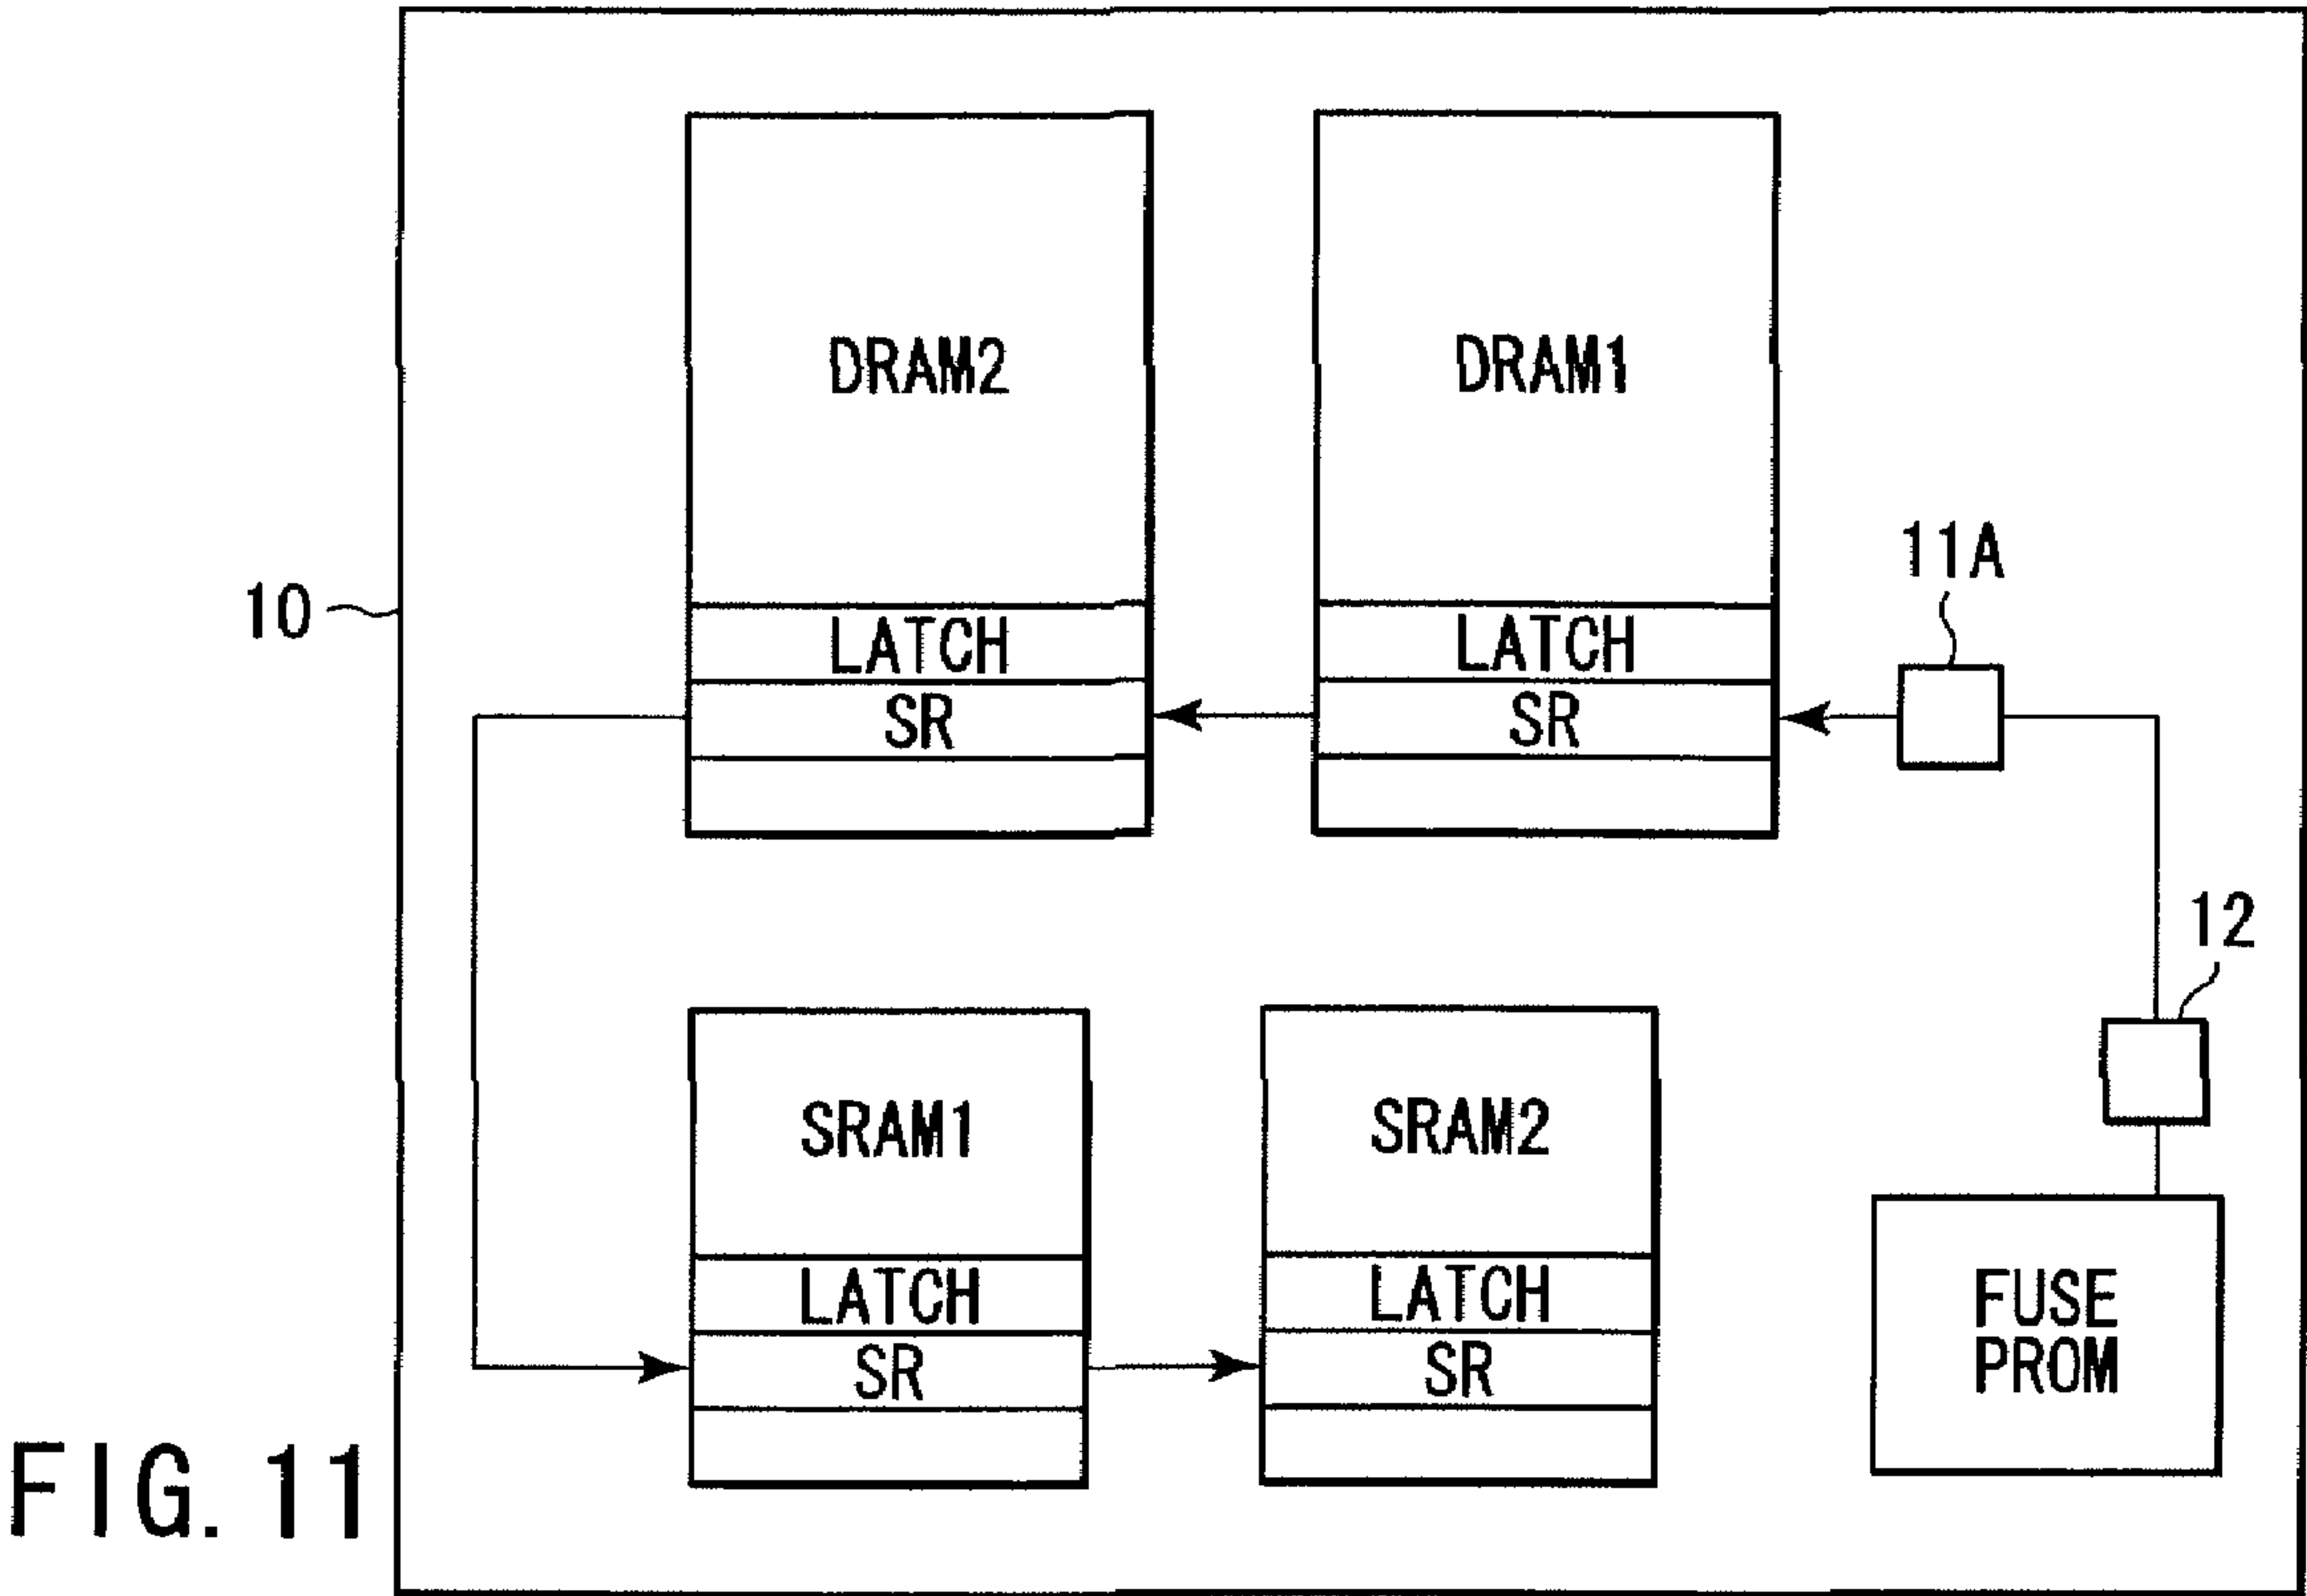 DRAM2
DRAM1
11A
10
LATCH
LATCH
SR
SR
12
SRAM1
SRAM2
LATCH
LATCH
FUSE
PROM
SR
SR
FIG. 11